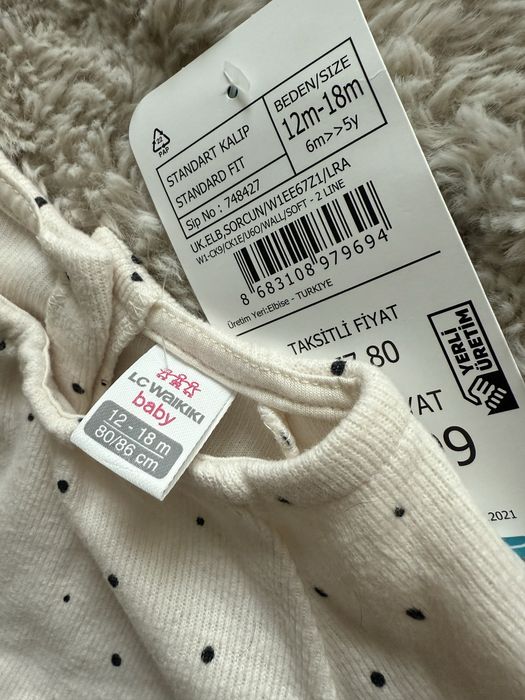 PAP
STANDART KALIP
STANDARD FIT
Sip No : 748427
BEDEN/SIZE
12m-18m
6m>>5y
UK.ELB,SORCUN/W1EE67Z1/LRA
W1-CK9/CK1E/U60/WALL/SOFT - 2 LINE
8 683108 979694
Üretim Yeri:Elbise - TURKIYE
TAKSİTLİ FİYAT
80
YERLİ
ÜRETİM
2021
LC WAIKIKI
baby
12 - 18 m
80/86 cm